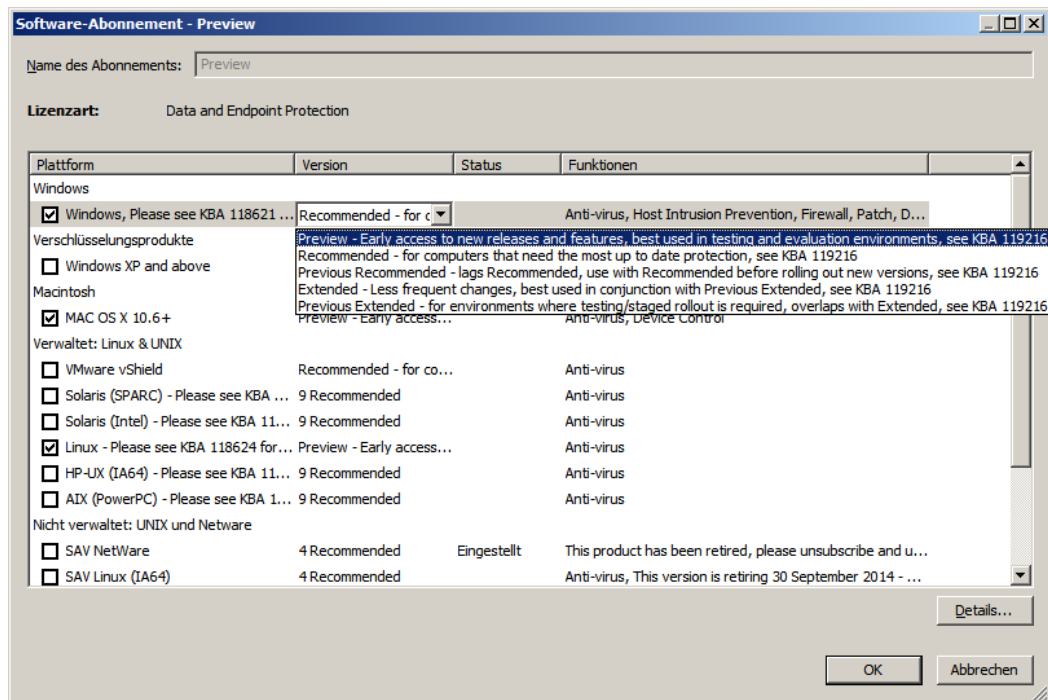 Software-Abonnement - Preview
Name des Abonnements: Preview
Lizenzart: Data and Endpoint Protection
Plattform Version Status Funktionen
Windows
Windows, Please see KBA 118621 ... Recommended - for c Anti-virus, Host Intrusion Prevention, Firewall, Patch, D...
Verschlüsselungsprodukte
Preview - Early access to new releases and features, best used in testing and evaluation environments, see KBA 119216
Recommended - for computers that need the most up to date protection, see KBA 119216
Windows XP and above
Previous Recommended - lags Recommended, use with Recommended before rolling out new versions, see KBA 119216
Macintosh
Extended - Less frequent changes, best used in conjunction with Previous Extended, see KBA 119216
Previous Extended - for environments where testing/staged rollout is required, overlaps with Extended, see KBA 119216
MAC OS X 10.6+ Preview - Early access... Anti-virus, Device Control
Verwaltet: Linux & UNIX
VMware vShield Recommended - for co... Anti-virus
Solaris (SPARC) - Please see KBA ... 9 Recommended Anti-virus
Solaris (Intel) - Please see KBA 11... 9 Recommended Anti-virus
Linux - Please see KBA 118624 for... Preview - Early access... Anti-virus
HP-UX (IA64) - Please see KBA 11... 9 Recommended Anti-virus
AIX (PowerPC) - Please see KBA 1... 9 Recommended Anti-virus
Nicht verwaltet: UNIX und Netware
SAV NetWare 4 Recommended Eingestellt This product has been retired, please unsubscribe and u...
SAV Linux (IA64) 4 Recommended Anti-virus, This version is retiring 30 September 2014 - ...
Details...
OK Abbrechen